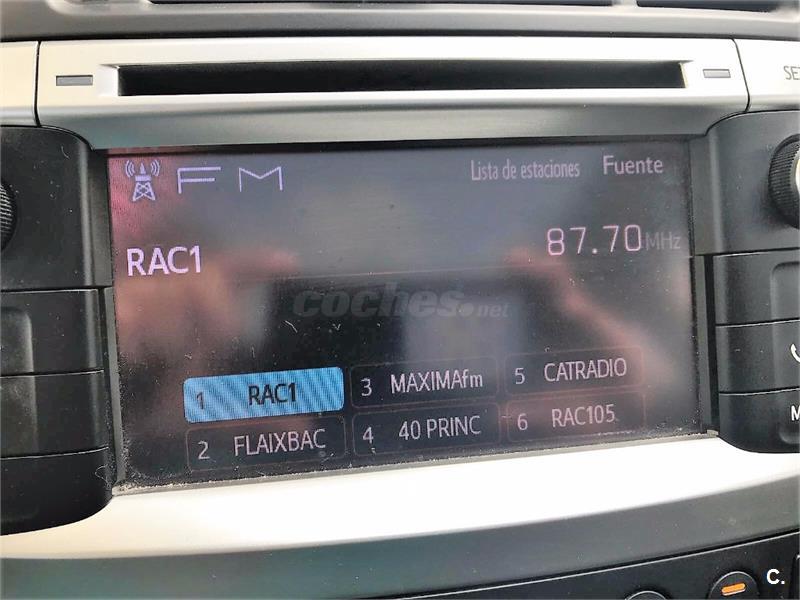 SE
FM Lista de estaciones Fuente
RAC1 87.70MHz
coches.net
1 RAC1 3 MAXIMAfm 5 CATRADIO
2 FLAIXBAC 4 40 PRINC 6 RAC105
M
C.